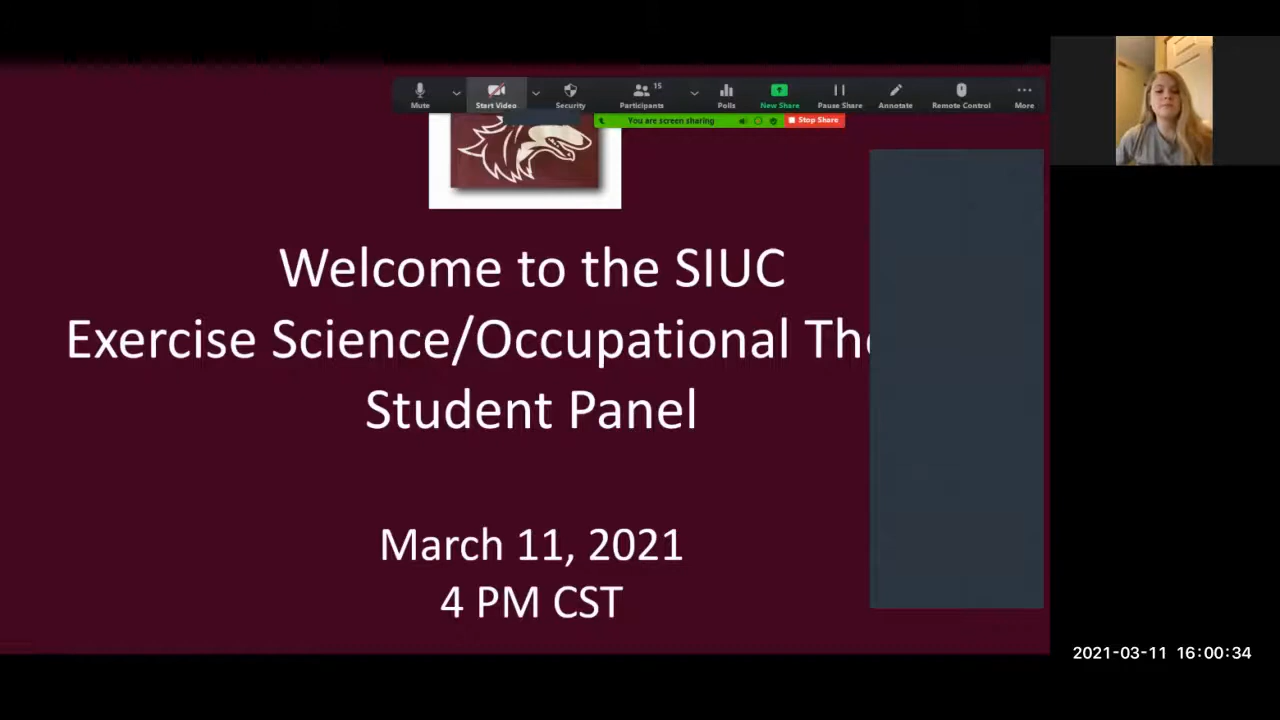 15
Mute
Start Video
Security
Participants
Polls
New Share
Pause Share
Annotate
Remote Control
More
You are screen sharing
Stop Share
Welcome to the SIUC
Exercise Science/Occupational The
Student Panel
March 11, 2021
4 PM CST
2021-03-11 16:00:34